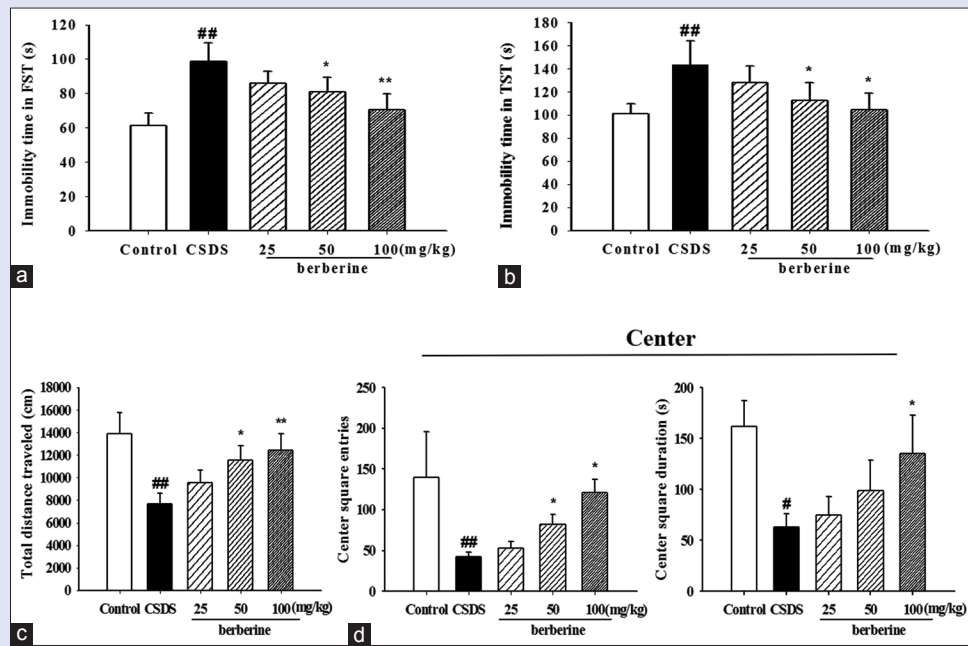 Immobility time in FST (s)
120
100
80
60
40
20
0
##
*
**
Control CSDS 25 50 100(mg/kg)
berberine
a
Immobility time in TST (s)
180
160
140
120
100
80
60
40
20
0
##
*
*
Control CSDS 25 50 100(mg/kg)
berberine
b
Center
Total distance traveled (cm)
18000
16000
14000
12000
10000
8000
6000
4000
2000
0
##
*
**
Control CSDS 25 50 100(mg/kg)
berberine
c
Center square entries
250
200
150
100
50
0
##
*
*
Control CSDS 25 50 100(mg/kg)
berberine
d
Center square duration (s)
200
150
100
50
0
#
*
Control CSDS 25 50 100(mg/kg)
berberine